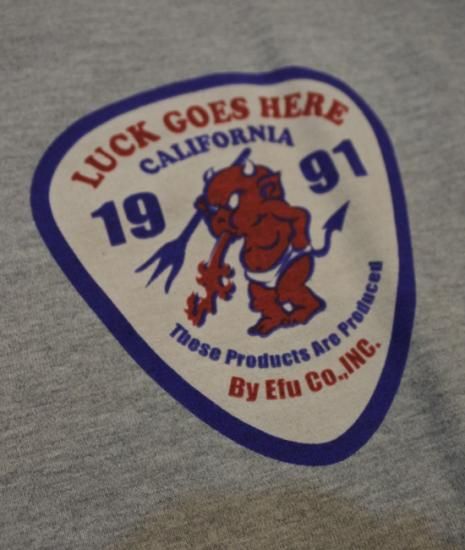 LUCK GOES HERE
CALIFORNIA
19 91
These Products Are Produced
By Efu Co.,INC.